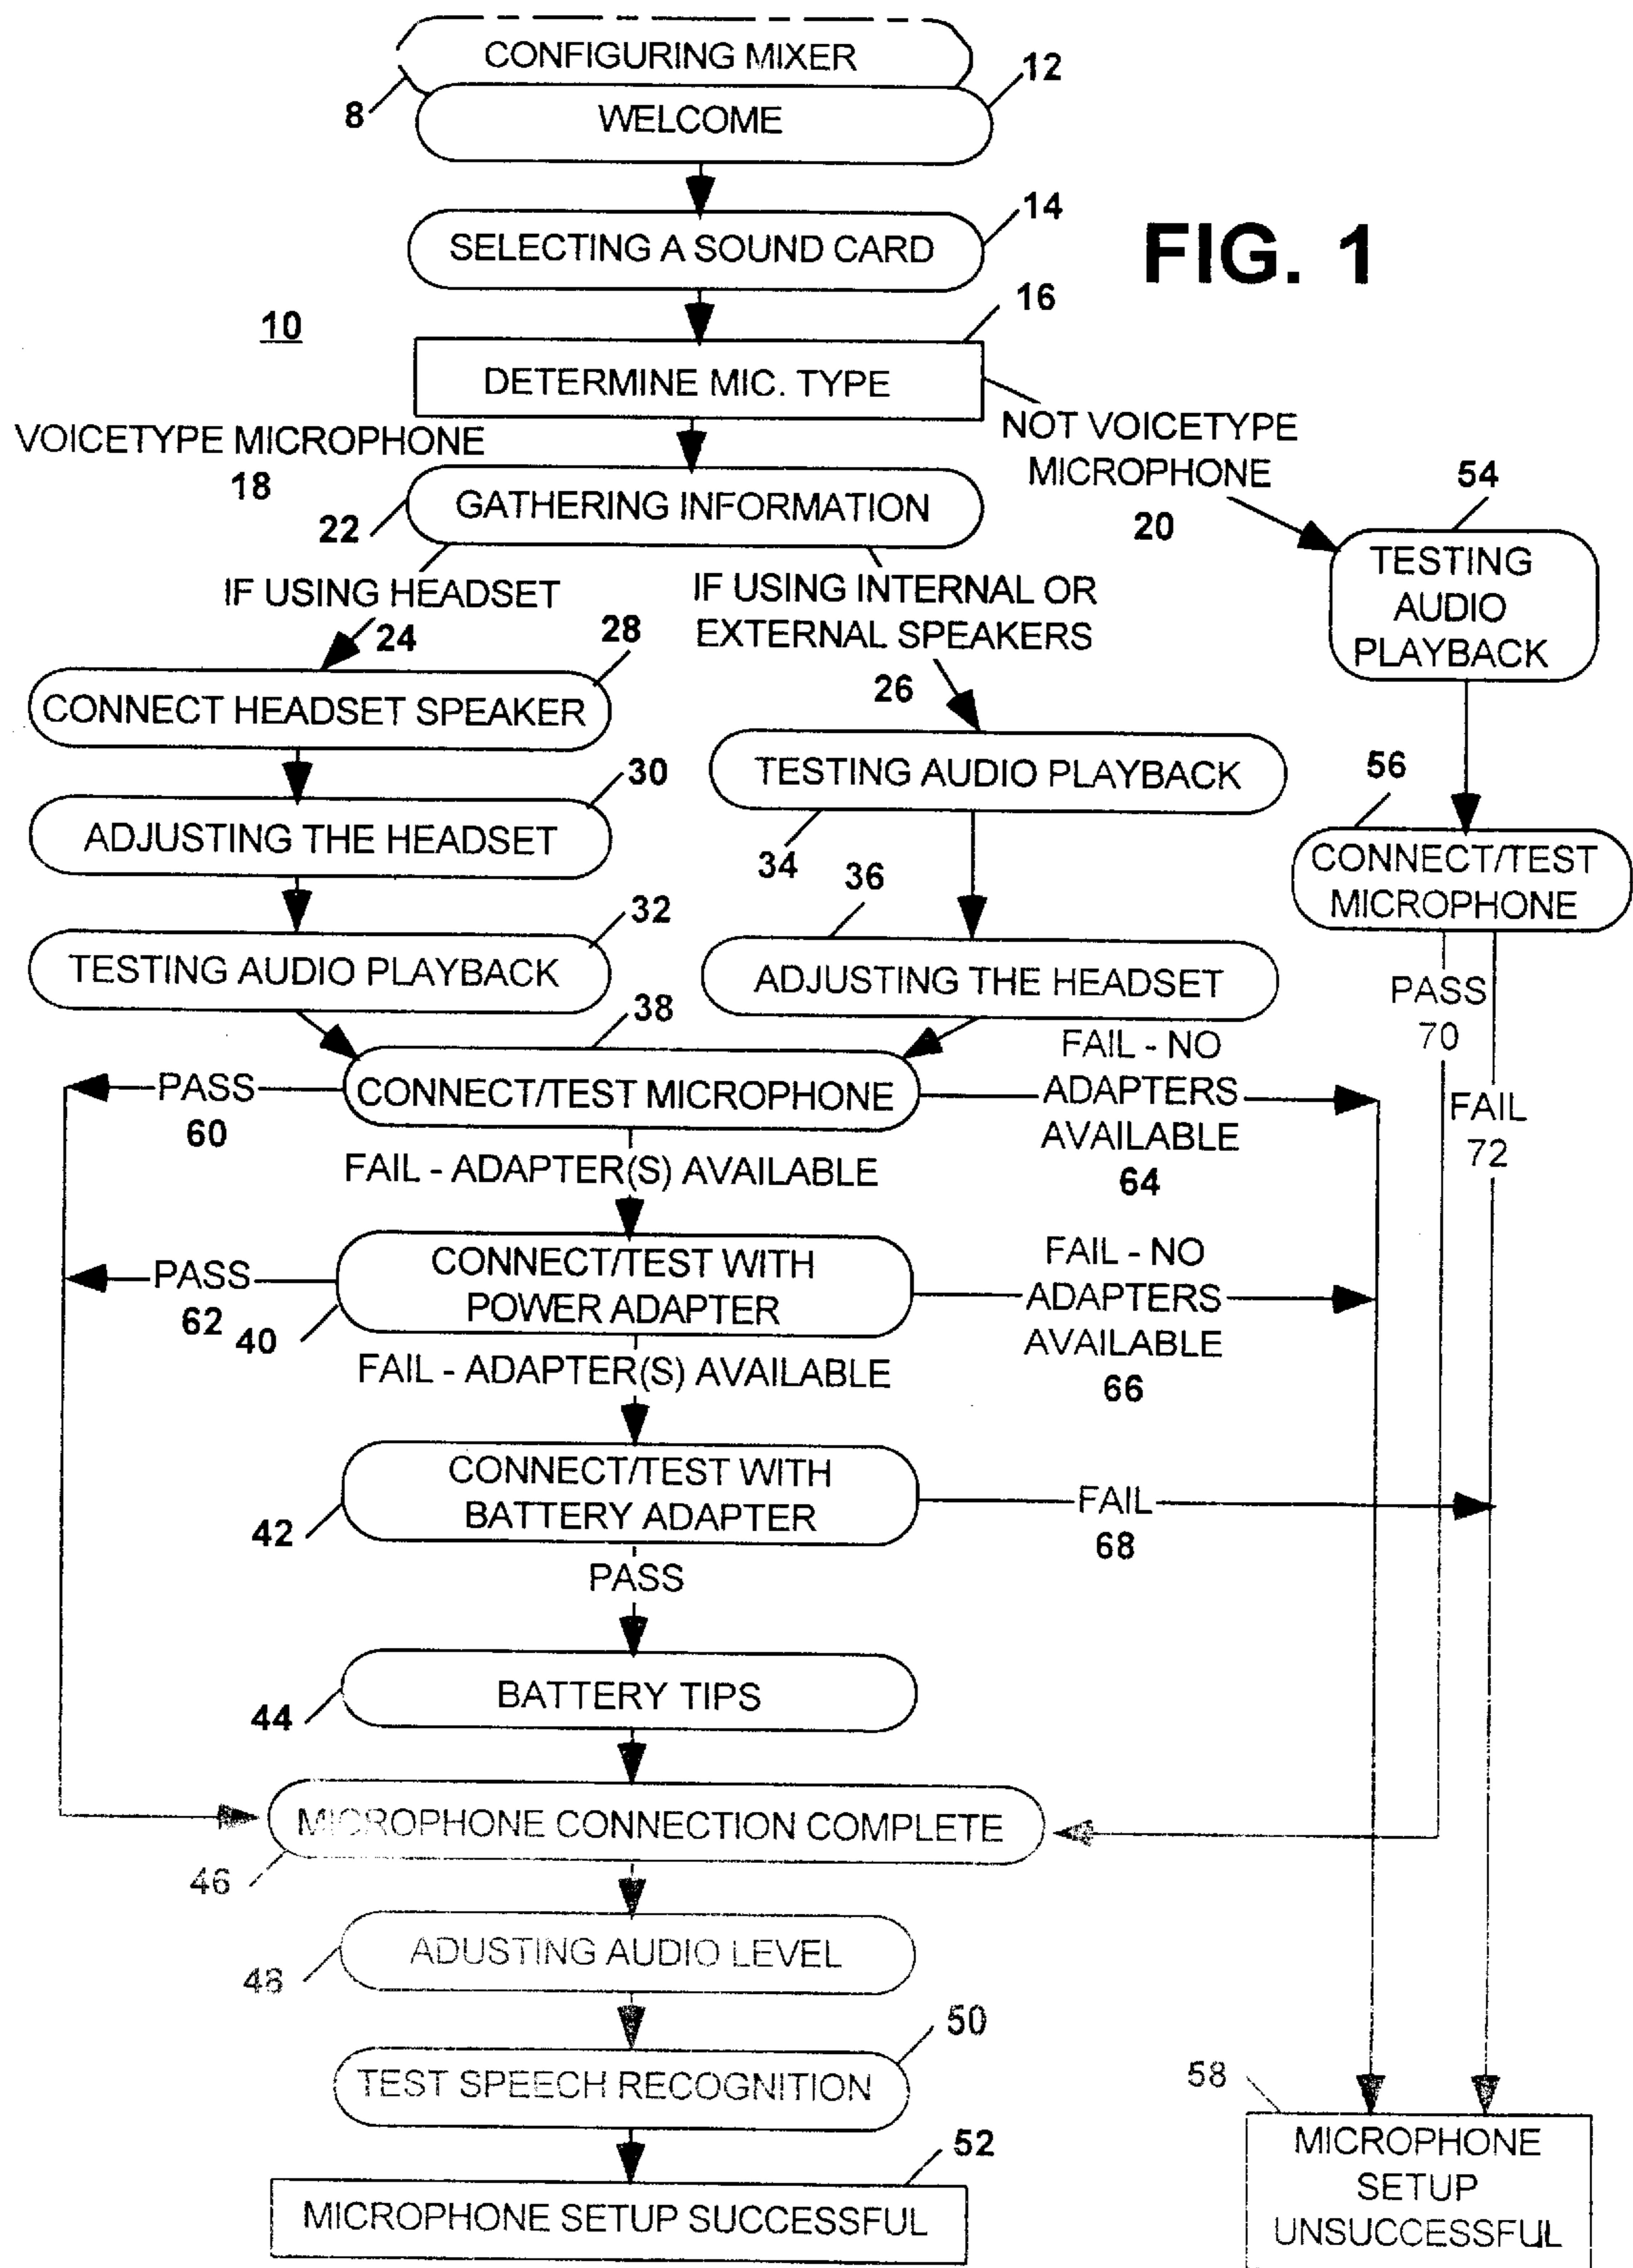 CONFIGURING MIXER
8
12
WELCOME
14
SELECTING A SOUND CARD
FIG. 1
10
16
DETERMINE MIC. TYPE
VOICETYPE MICROPHONE
18
NOT VOICETYPE
MICROPHONE
20
22
GATHERING INFORMATION
54
TESTING
AUDIO
PLAYBACK
IF USING HEADSET
24
IF USING INTERNAL OR
EXTERNAL SPEAKERS
26
28
CONNECT HEADSET SPEAKER
30
ADJUSTING THE HEADSET
32
TESTING AUDIO PLAYBACK
TESTING AUDIO PLAYBACK
34
36
ADJUSTING THE HEADSET
56
CONNECT/TEST
MICROPHONE
PASS
70
FAIL
72
38
CONNECT/TEST MICROPHONE
PASS
60
FAIL - NO
ADAPTERS
AVAILABLE
64
FAIL - ADAPTER(S) AVAILABLE
CONNECT/TEST WITH
POWER ADAPTER
PASS
62
40
FAIL - NO
ADAPTERS
AVAILABLE
66
FAIL - ADAPTER(S) AVAILABLE
CONNECT/TEST WITH
BATTERY ADAPTER
42
FAIL
68
PASS
BATTERY TIPS
44
MICROPHONE CONNECTION COMPLETE
46
ADUSTING AUDIO LEVEL
48
50
TEST SPEECH RECOGNITION
52
MICROPHONE SETUP SUCCESSFUL
58
MICROPHONE
SETUP
UNSUCCESSFUL